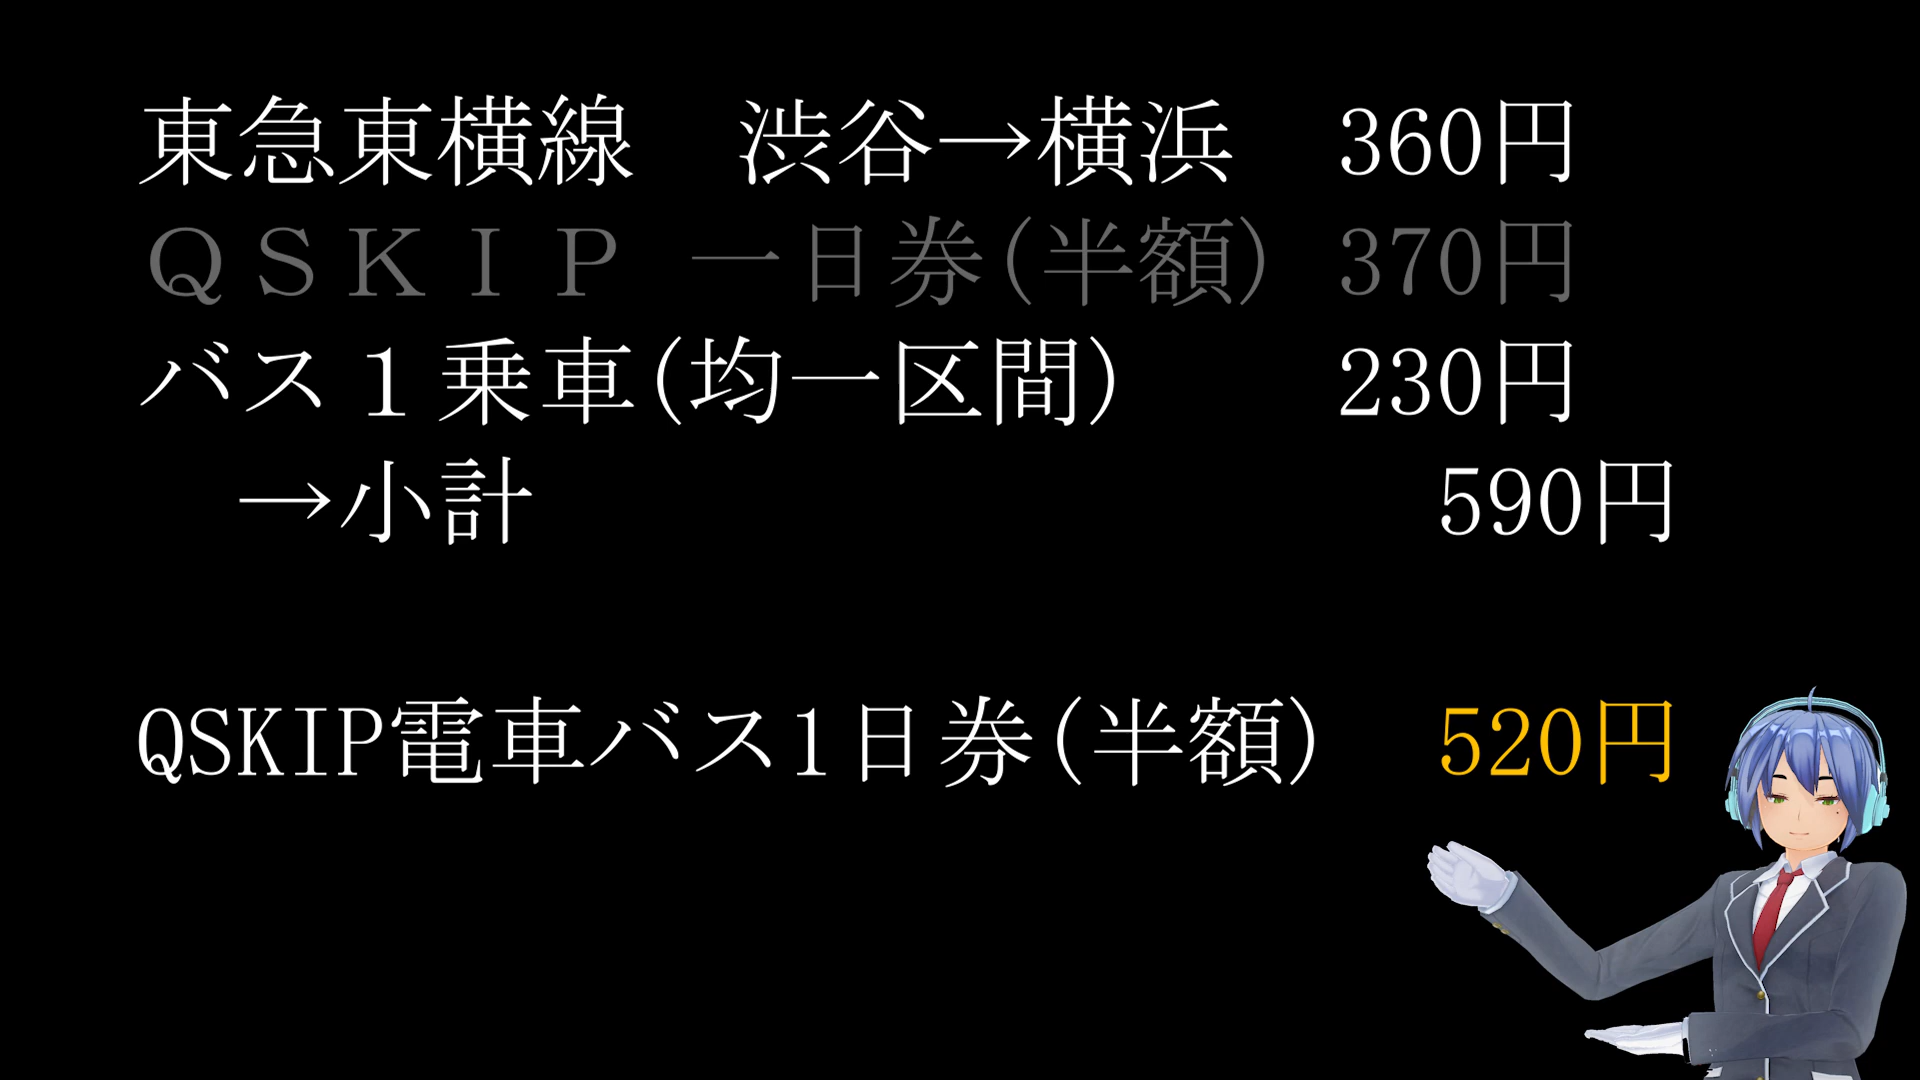 東急東横線　渋谷→横浜　360円
ＱＳＫＩＰ 一日券(半額) 370円
バス１乗車(均一区間)　　230円
→小計　　590円
QSKIP電車バス1日券(半額)　520円